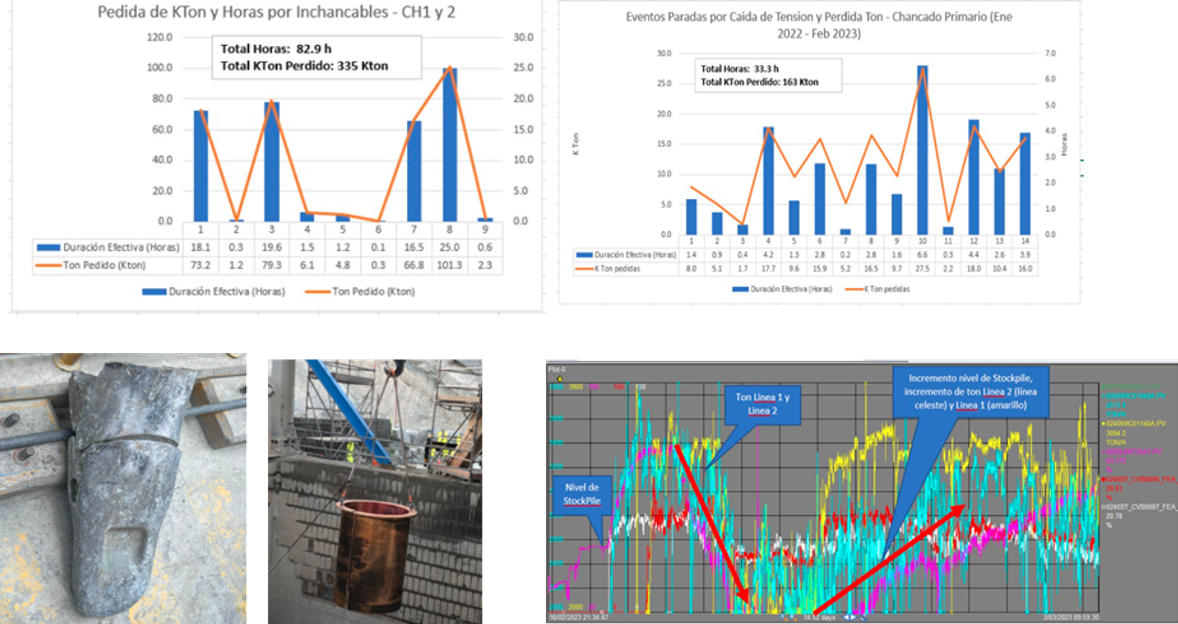 Pedida de KTon y Horas por Inchancables - CH1 y 2
120.0
100.0
80.0
60.0
40.0
20.0
0.0
30.0
25.0
20.0
15.0
10.0
5.0
0.0
Total Horas: 82.9 h
Total KTon Perdido: 335 Kton
1 2 3 4 5 6 7 8 9
Duración Efectiva (Horas) 18.1 0.3 19.6 1.5 1.2 0.1 16.5 25.0 0.6
Ton Pedido (Kton) 73.2 1.2 79.3 6.1 4.8 0.3 66.8 101.3 2.3
Duración Efectiva (Horas) Ton Pedido (Kton)
Eventos Paradas por Caida de Tension y Perdida Ton - Chancado Primario (Ene
2022 - Feb 2023)
30.0
25.0
20.0
15.0
10.0
5.0
0.0
K Ton
7.0
6.0
5.0
4.0
3.0
2.0
1.0
0.0
Horas
Total Horas: 33.3 h
Total KTon Perdido: 163 Kton
1 2 3 4 5 6 7 8 9 10 11 12 13 14
Duración Efectiva (Horas) 1.4 0.9 0.4 4.2 1.3 2.8 0.2 2.8 1.6 6.6 0.3 4.4 2.6 3.9
K Ton pedidas 8.0 5.1 1.7 17.7 9.6 15.9 5.2 16.5 9.7 27.5 2.2 18.0 10.4 16.0
Duración Efectiva (Horas) K Ton pedidas
Plot-0
Ton Linea 1 y
Linea 2
Incremento nivel de Stockpile,
incremento de ton Linea 2 (línea
celeste) y Linea 1 (amarillo)
Nivel de
StockPile
3094.2
TON/H
%
02405T_CVB0006_FEA
%
02405T_CVB0007_FEA
20.78
%
16/02/2023 21:34:47
14.52 days
3/03/2023 09:59:30